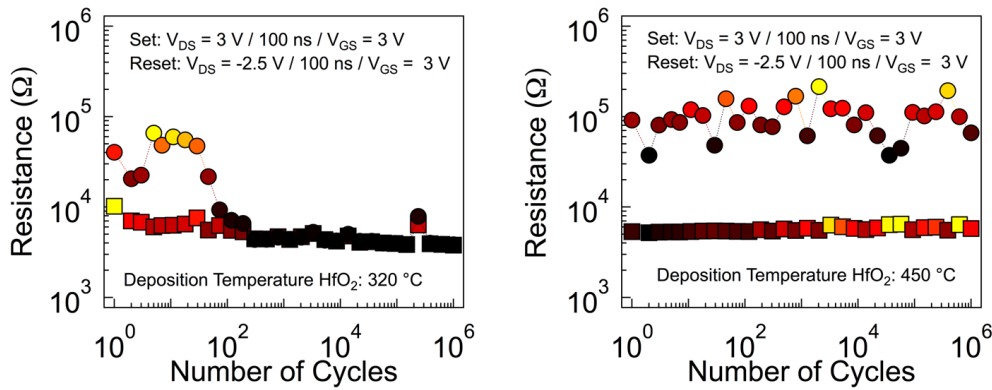 Set: V_DS = 3 V / 100 ns / V_GS = 3 V
Reset: V_DS = -2.5 V / 100 ns / V_GS = 3 V
Resistance (Ω)
10^6
10^5
10^4
10^3
Deposition Temperature HfO₂: 320 °C
10^0
10^2
10^4
10^6
Number of Cycles
Set: V_DS = 3 V / 100 ns / V_GS = 3 V
Reset: V_DS = -2.5 V / 100 ns / V_GS = 3 V
Resistance (Ω)
10^6
10^5
10^4
10^3
Deposition Temperature HfO₂: 450 °C
10^0
10^2
10^4
10^6
Number of Cycles